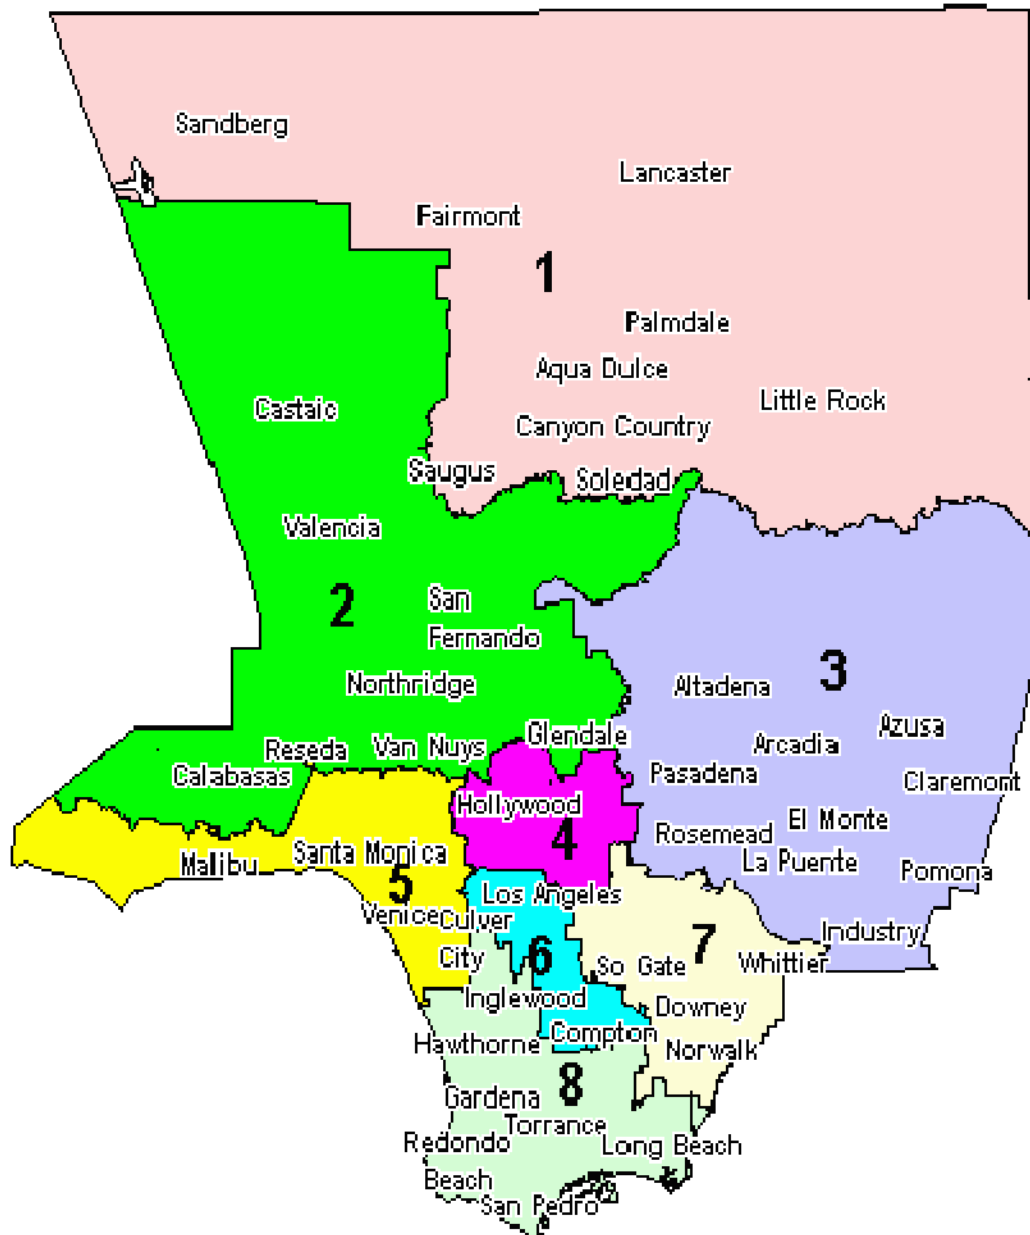 Sandberg
Lancaster
Fairmont
1
Palmdale
Aqua Dulce
Little Rock
Castaic
Canyon Country
Saugus
Soledad
Valencia
2
San
Fernando
3
Northridge
Altadena
Azusa
Glendale
Arcadia
Reseda
Van Nuys
Calabasas
Pasadena
Claremont
Hollywood
El Monte
Rosemead
4
Santa Monica
Malibu
La Puente
Pomona
5
Los Angeles
Venice
Culver
City
Industry
7
6
So Gate
Whittier
Inglewood
Downey
Compton
Hawthorne
Norwalk
8
Gardena
Torrance
Redondo
Beach
Long Beach
San Pedro